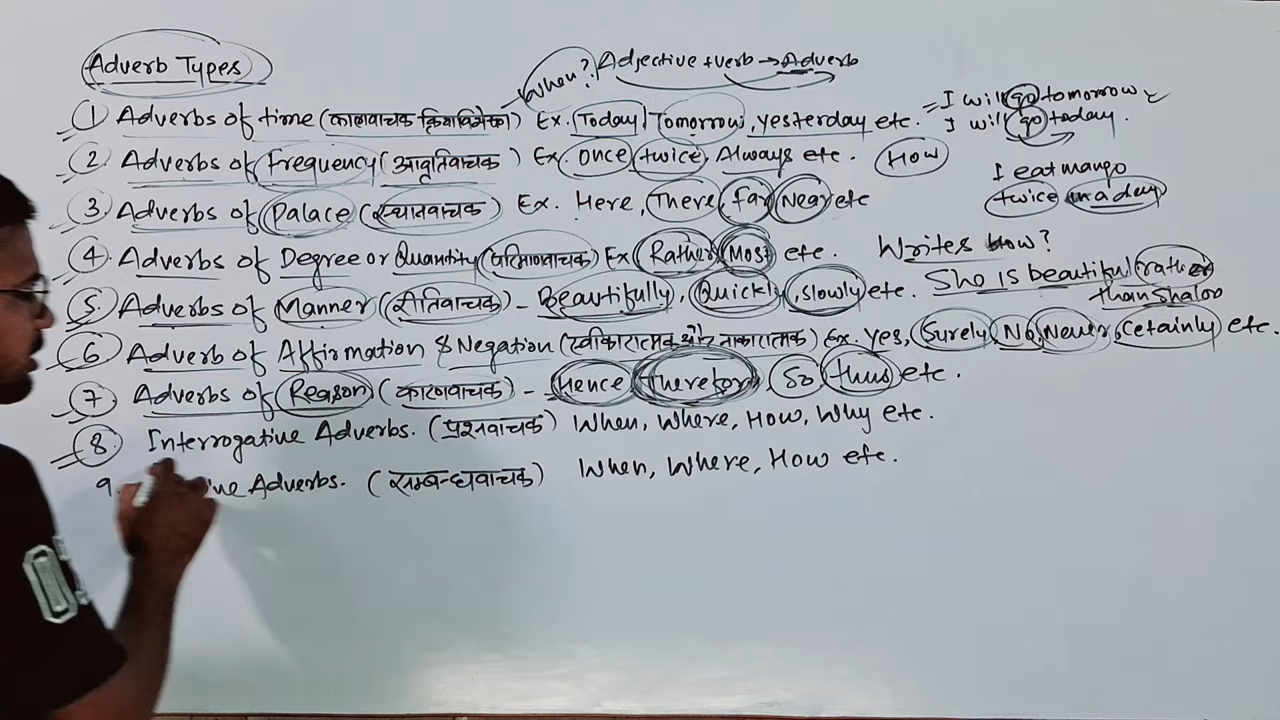 Adverb Types
When? Adjective + verb → Adverb
① Adverbs of time (कालवाचक क्रियाविशेषण) Ex. Today, Tomorrow, yesterday etc. = I will go tomorrow
I will go today.
② Adverbs of Frequency (आवृतिवाचक) Ex. once, twice, Always etc. How
I eat mango
twice in a day
3. Adverbs of Palace (स्थानवाचक) Ex. Here, There, far, Near etc
4. Adverbs of Degree or Quantity (परिमाणवाचक) Ex Rather, Most etc. Writes how?
5. Adverbs of Manner (रीतिवाचक) - Beautifully, Quickly, slowly etc. She Is beautiful rather
than Shaloo
6. Adverb of Affirmation & Negation (स्वीकारात्मक और नाकारात्मक) Ex. Yes, Surely, No, Never, Cetainly etc.
7. Adverbs of Reason (कारणवाचक) - Hence, therefor, So, thus etc.
8. Interrogative Adverbs. (प्रश्नवाचक) When, Where, How, Why etc.
9. Adverbs. (सम्बन्धवाचक) When, Where, How etc.